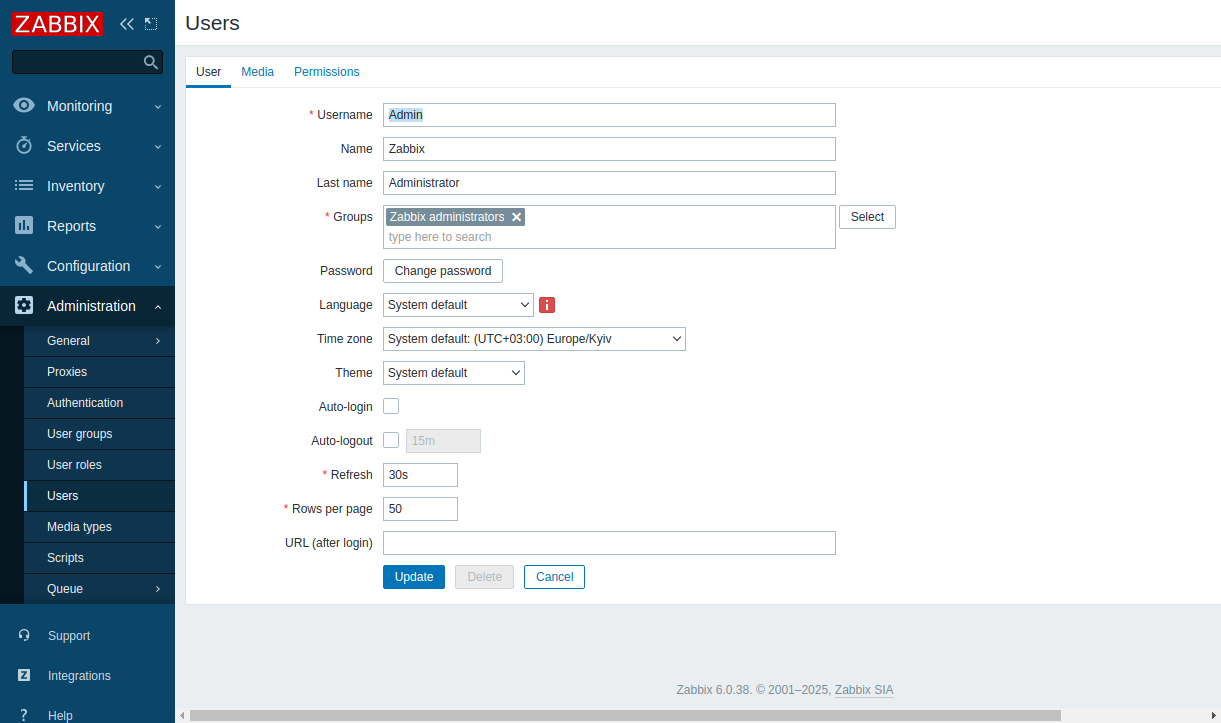 ZABBIX
Monitoring
Services
Inventory
Reports
Configuration
Administration
General
Proxies
Authentication
User groups
User roles
Users
Media types
Scripts
Queue
Support
Integrations
Help
Users
User Media Permissions
* Username Admin
Name Zabbix
Last name Administrator
* Groups Zabbix administrators Select
type here to search
Password Change password
Language System default
Time zone System default: (UTC+03:00) Europe/Kyiv
Theme System default
Auto-login
Auto-logout 15m
* Refresh 30s
* Rows per page 50
URL (after login)
Update Delete Cancel
Zabbix 6.0.38. © 2001–2025, Zabbix SIA